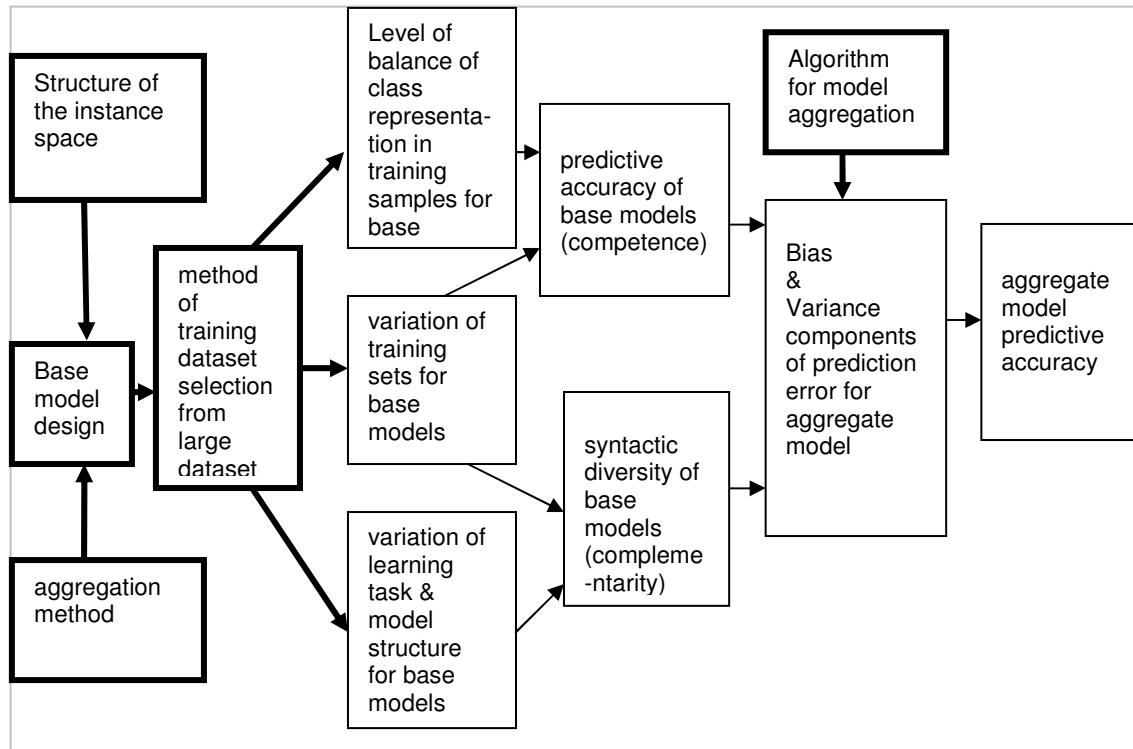 Structure of
the instance
space
Base
model
design
aggregation
method
method
of
training
dataset
selection
from
large
dataset
Level of
balance of
class
representa-
tion in
training
samples for
base
variation of
training
sets for
base
models
variation of
learning
task &
model
structure
for base
models
predictive
accuracy of
base models
(competence)
syntactic
diversity of
base
models
(compleme
-ntarity)
Algorithm
for model
aggregation
Bias
&
Variance
components
of prediction
error for
aggregate
model
aggregate
model
predictive
accuracy